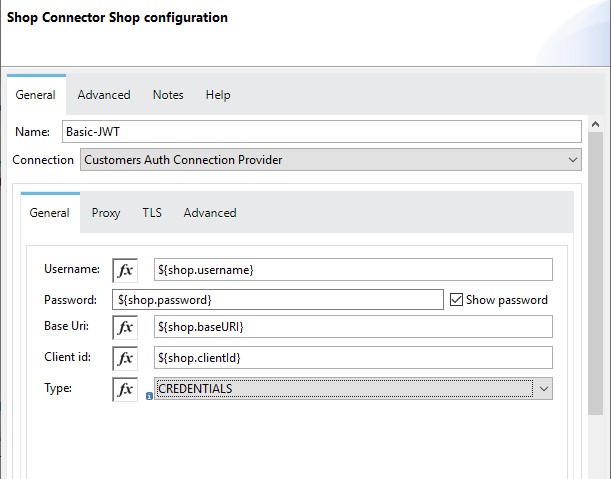 Shop Connector Shop configuration
General Advanced Notes Help
Name: Basic-JWT
Connection Customers Auth Connection Provider
General Proxy TLS Advanced
Username: fx ${shop.username}
Password: ${shop.password} Show password
Base Uri: fx ${shop.baseURI}
Client id: fx ${shop.clientId}
Type: fx CREDENTIALS